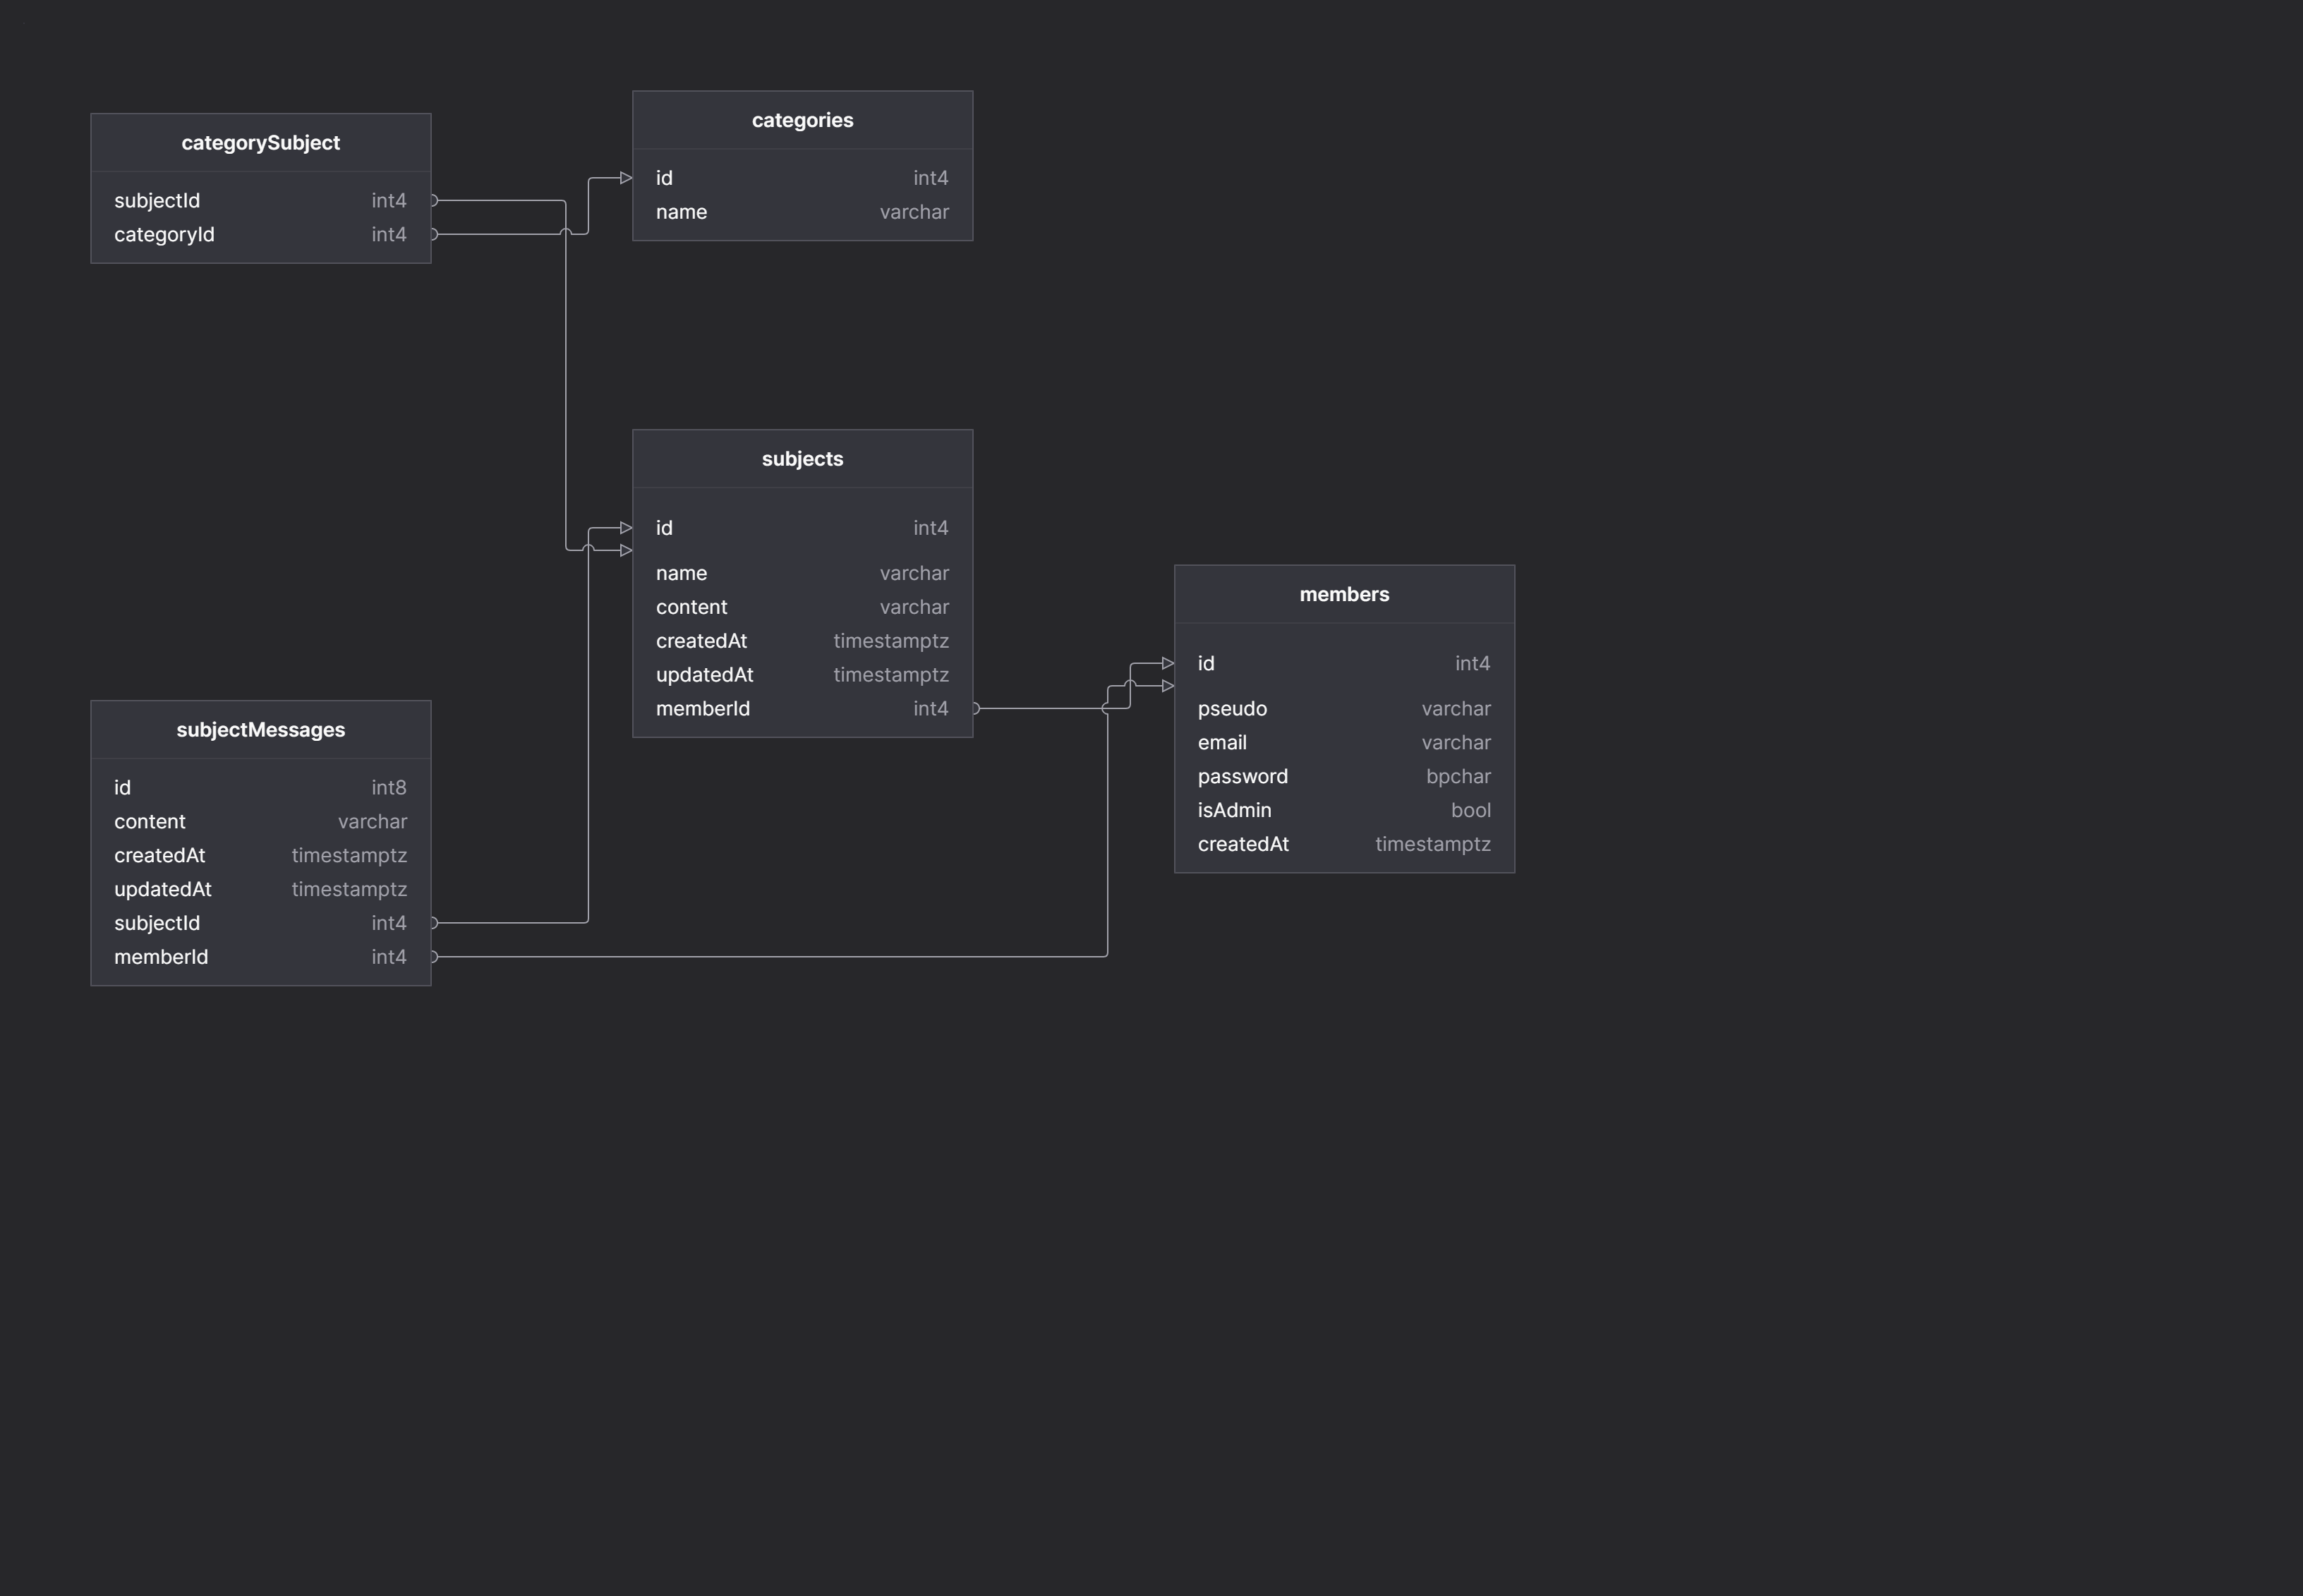 categorySubject
subjectId int4
categoryId int4
categories
id int4
name varchar
subjects
id int4
name varchar
content varchar
createdAt timestamptz
updatedAt timestamptz
memberId int4
members
id int4
pseudo varchar
email varchar
password bpchar
isAdmin bool
createdAt timestamptz
subjectMessages
id int8
content varchar
createdAt timestamptz
updatedAt timestamptz
subjectId int4
memberId int4